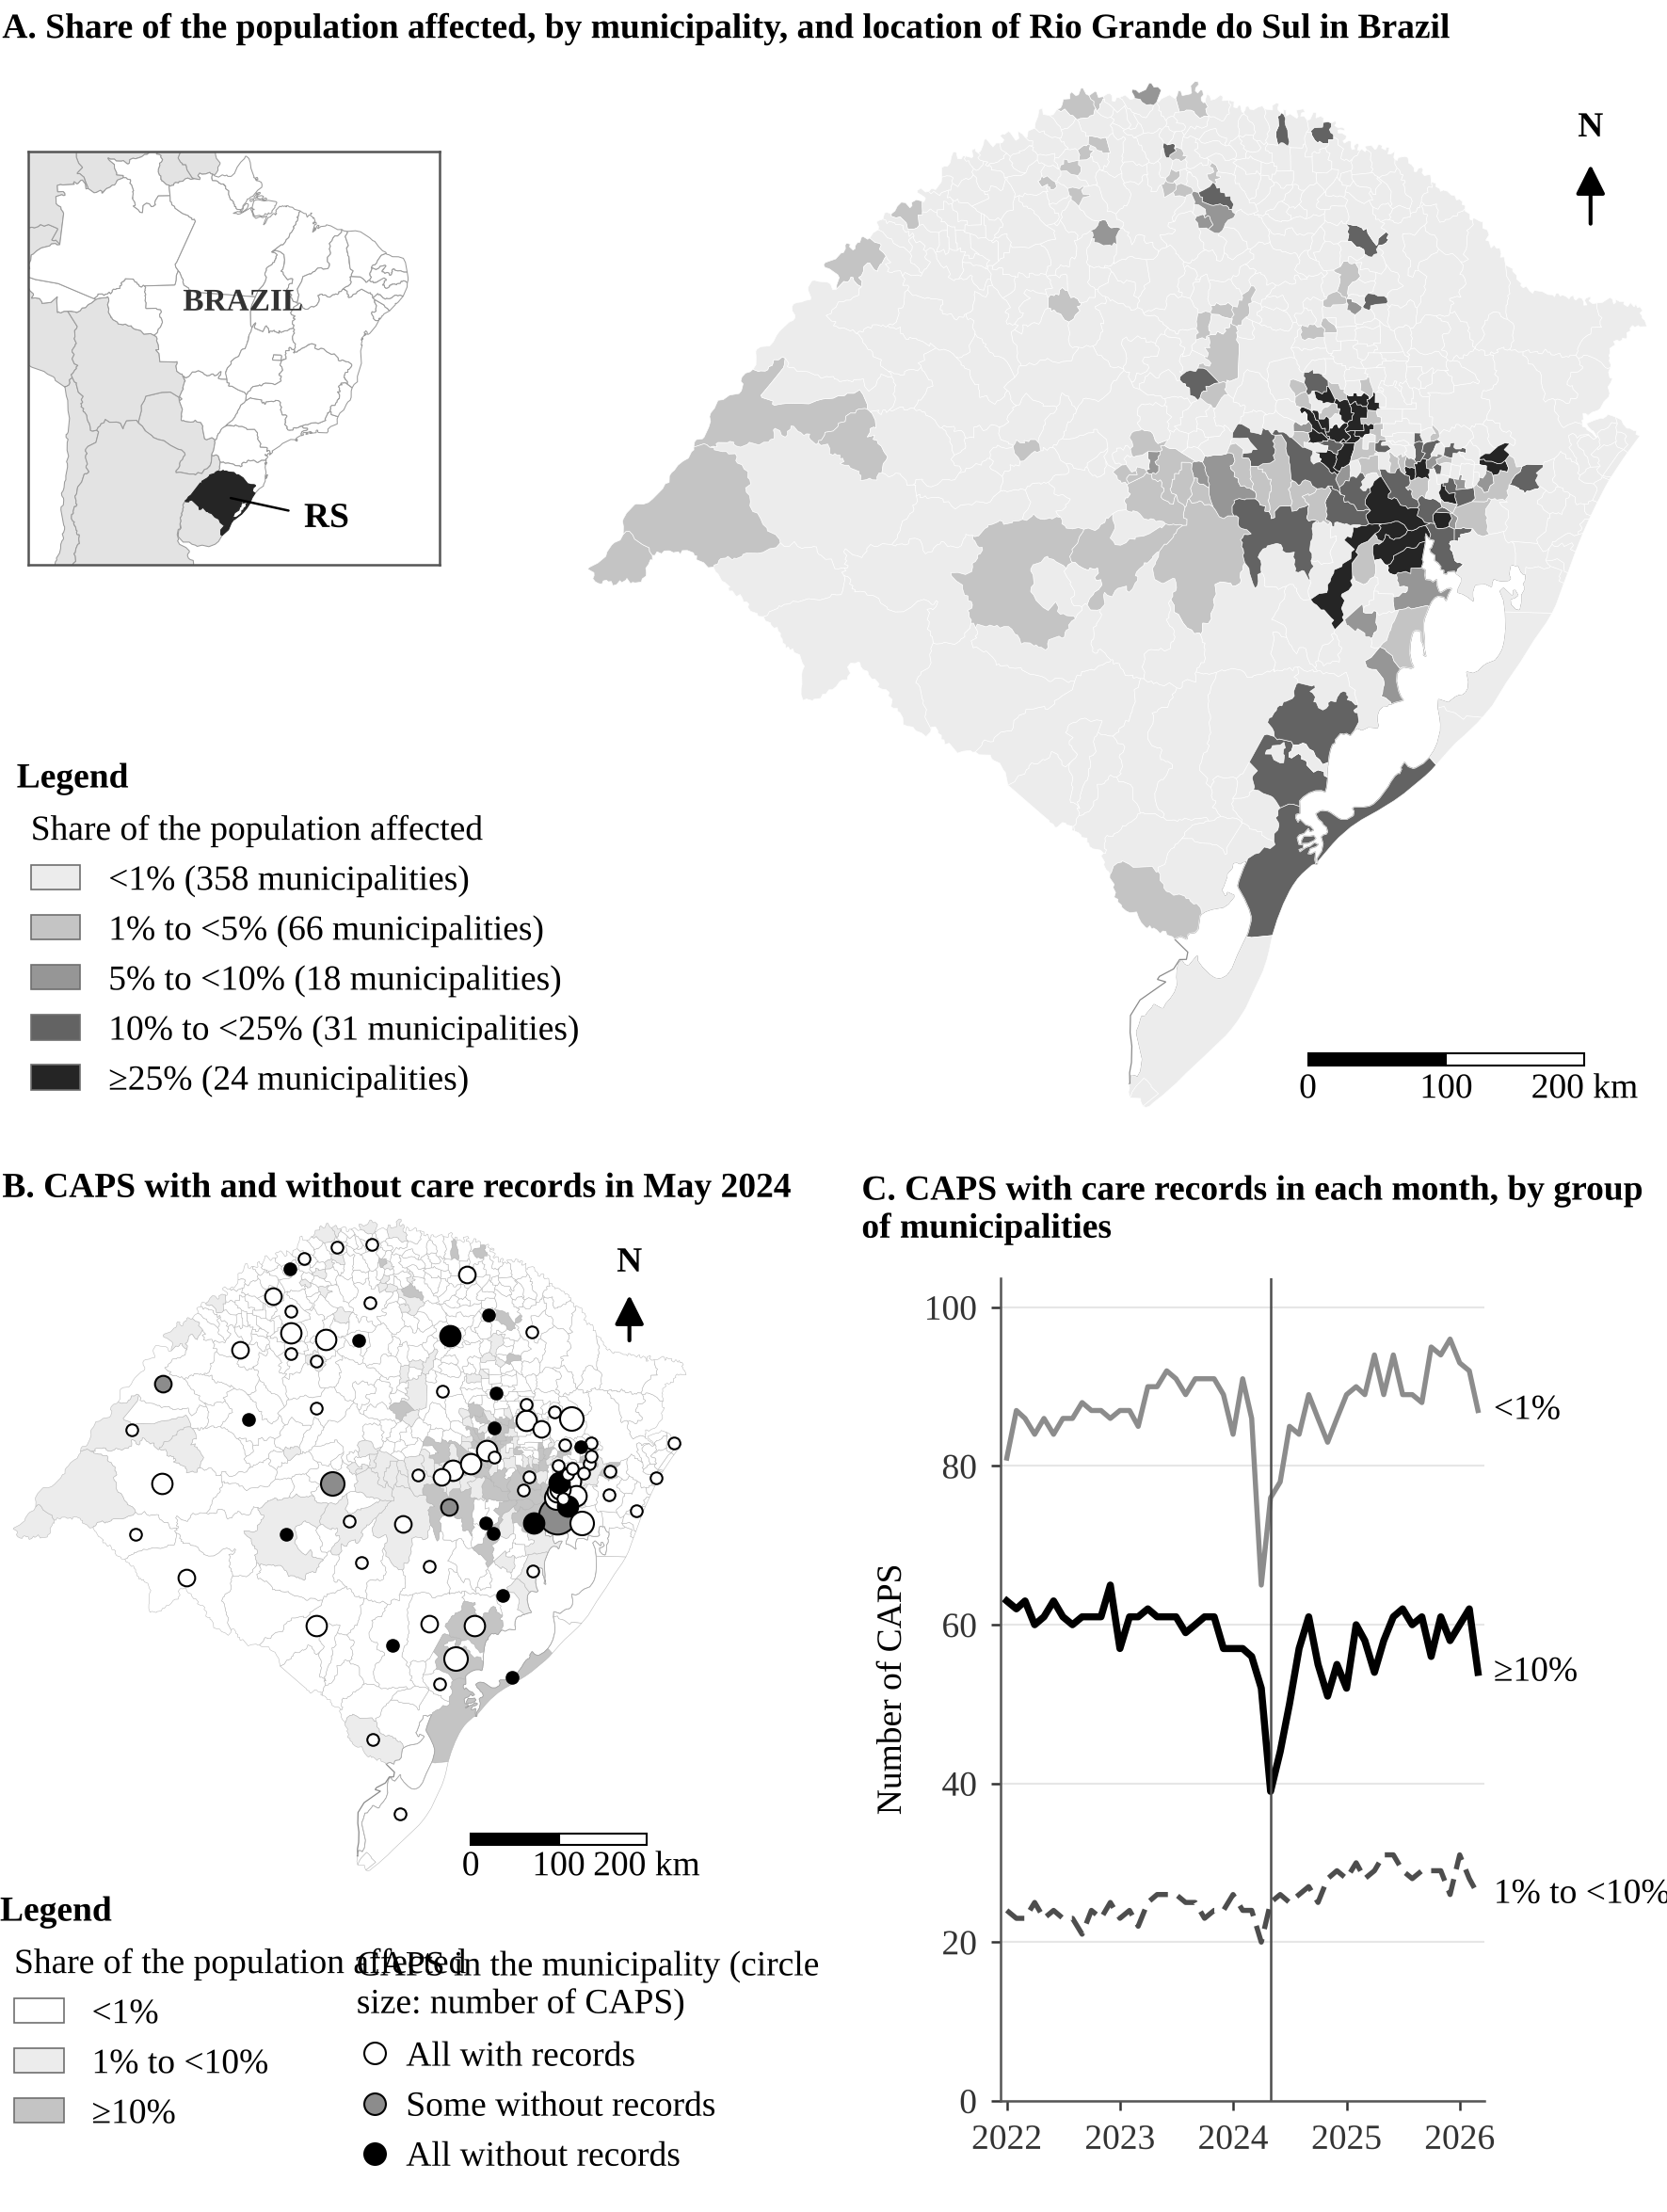 A. Share of the population affected, by municipality, and location of Rio Grande do Sul in Brazil
N
BRAZIL
RS
Legend
Share of the population affected
<1% (358 municipalities)
1% to <5% (66 municipalities)
5% to <10% (18 municipalities)
10% to <25% (31 municipalities)
≥25% (24 municipalities)
0 100 200 km
B. CAPS with and without care records in May 2024
N
0 100 200 km
Legend
Share of the population affected
<1%
1% to <10%
≥10%
CAPS in the municipality (circle
size: number of CAPS)
All with records
Some without records
All without records
C. CAPS with care records in each month, by group
of municipalities
Number of CAPS
100
80
60
40
20
0
2022 2023 2024 2025 2026
<1%
≥10%
1% to <10%